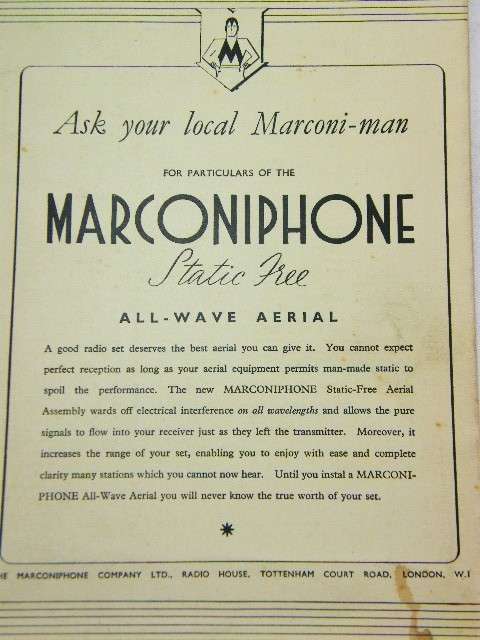 M
Ask your local Marconi-man
FOR PARTICULARS OF THE
MARCONIPHONE
Static Free
ALL-WAVE AERIAL
A good radio set deserves the best aerial you can give it. You cannot expect
perfect reception as long as your aerial equipment permits man-made static to
spoil the performance. The new MARCONIPHONE Static-Free Aerial
Assembly wards off electrical interference on all wavelengths and allows the pure
signals to flow into your receiver just as they left the transmitter. Moreover, it
increases the range of your set, enabling you to enjoy with ease and complete
clarity many stations which you cannot now hear. Until you instal a MARCONI-
PHONE All-Wave Aerial you will never know the true worth of your set.
HE MARCONIPHONE COMPANY LTD., RADIO HOUSE, TOTTENHAM COURT ROAD, LONDON, W.1